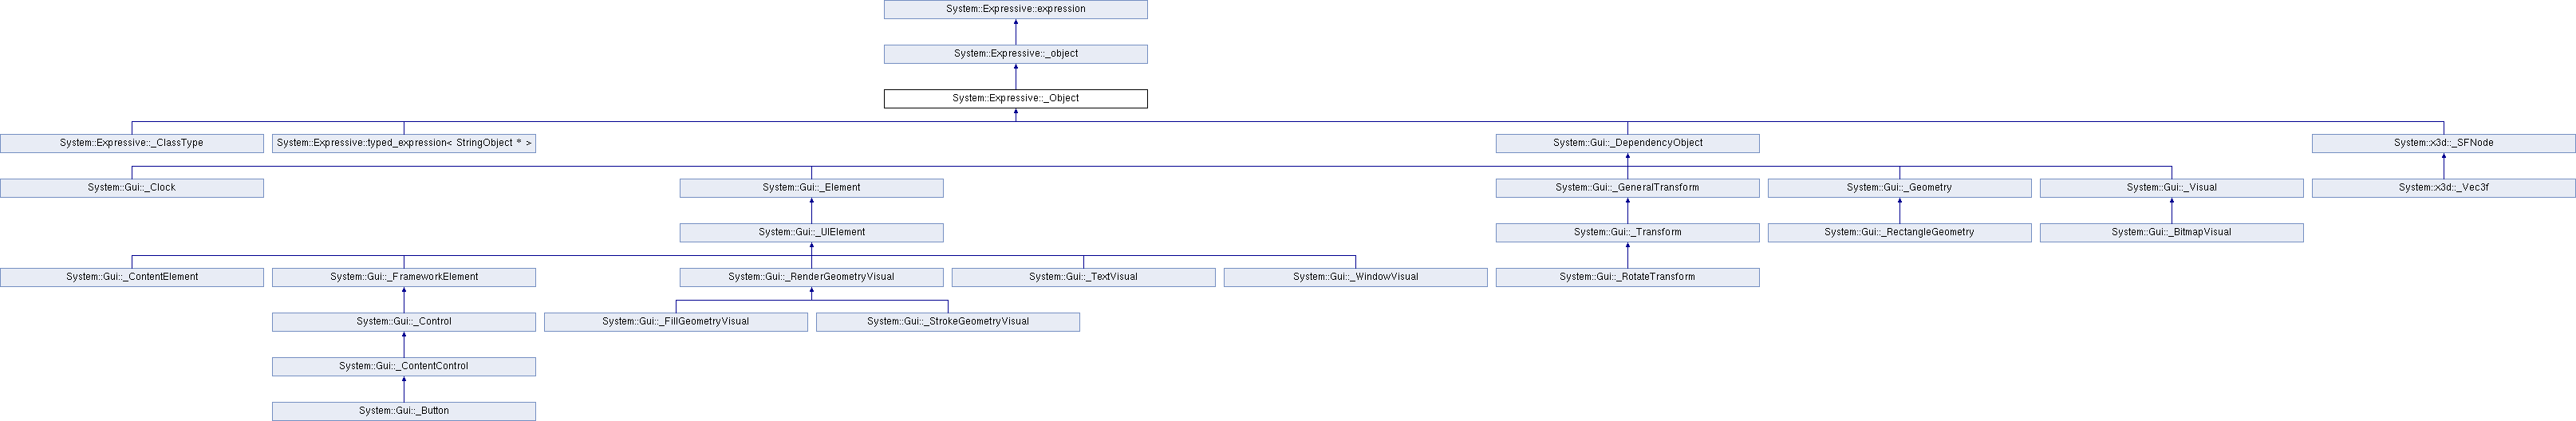 System::Expressive::expression
System::Expressive::_object
System::Expressive::_Object
System::Expressive::_ClassType
System::Expressive::typed_expression< StringObject * >
System::Gui::_DependencyObject
System::x3d::_SFNode
System::Gui::_Clock
System::Gui::_Element
System::Gui::_GeneralTransform
System::Gui::_Geometry
System::Gui::_Visual
System::x3d::_Vec3f
System::Gui::_UIElement
System::Gui::_Transform
System::Gui::_RectangleGeometry
System::Gui::_BitmapVisual
System::Gui::_ContentElement
System::Gui::_FrameworkElement
System::Gui::_RenderGeometryVisual
System::Gui::_TextVisual
System::Gui::_WindowVisual
System::Gui::_RotateTransform
System::Gui::_Control
System::Gui::_FillGeometryVisual
System::Gui::_StrokeGeometryVisual
System::Gui::_ContentControl
System::Gui::_Button